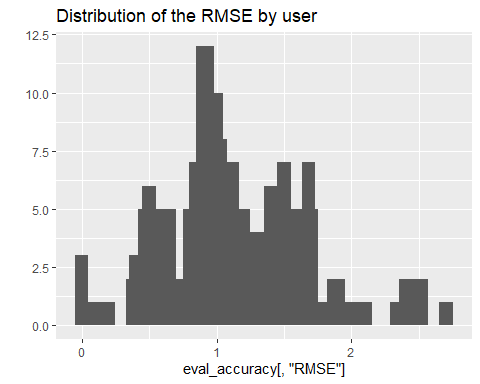 Distribution of the RMSE by user
12.5
10.0
7.5
5.0
2.5
0.0
0 1 2
eval_accuracy[, "RMSE"]